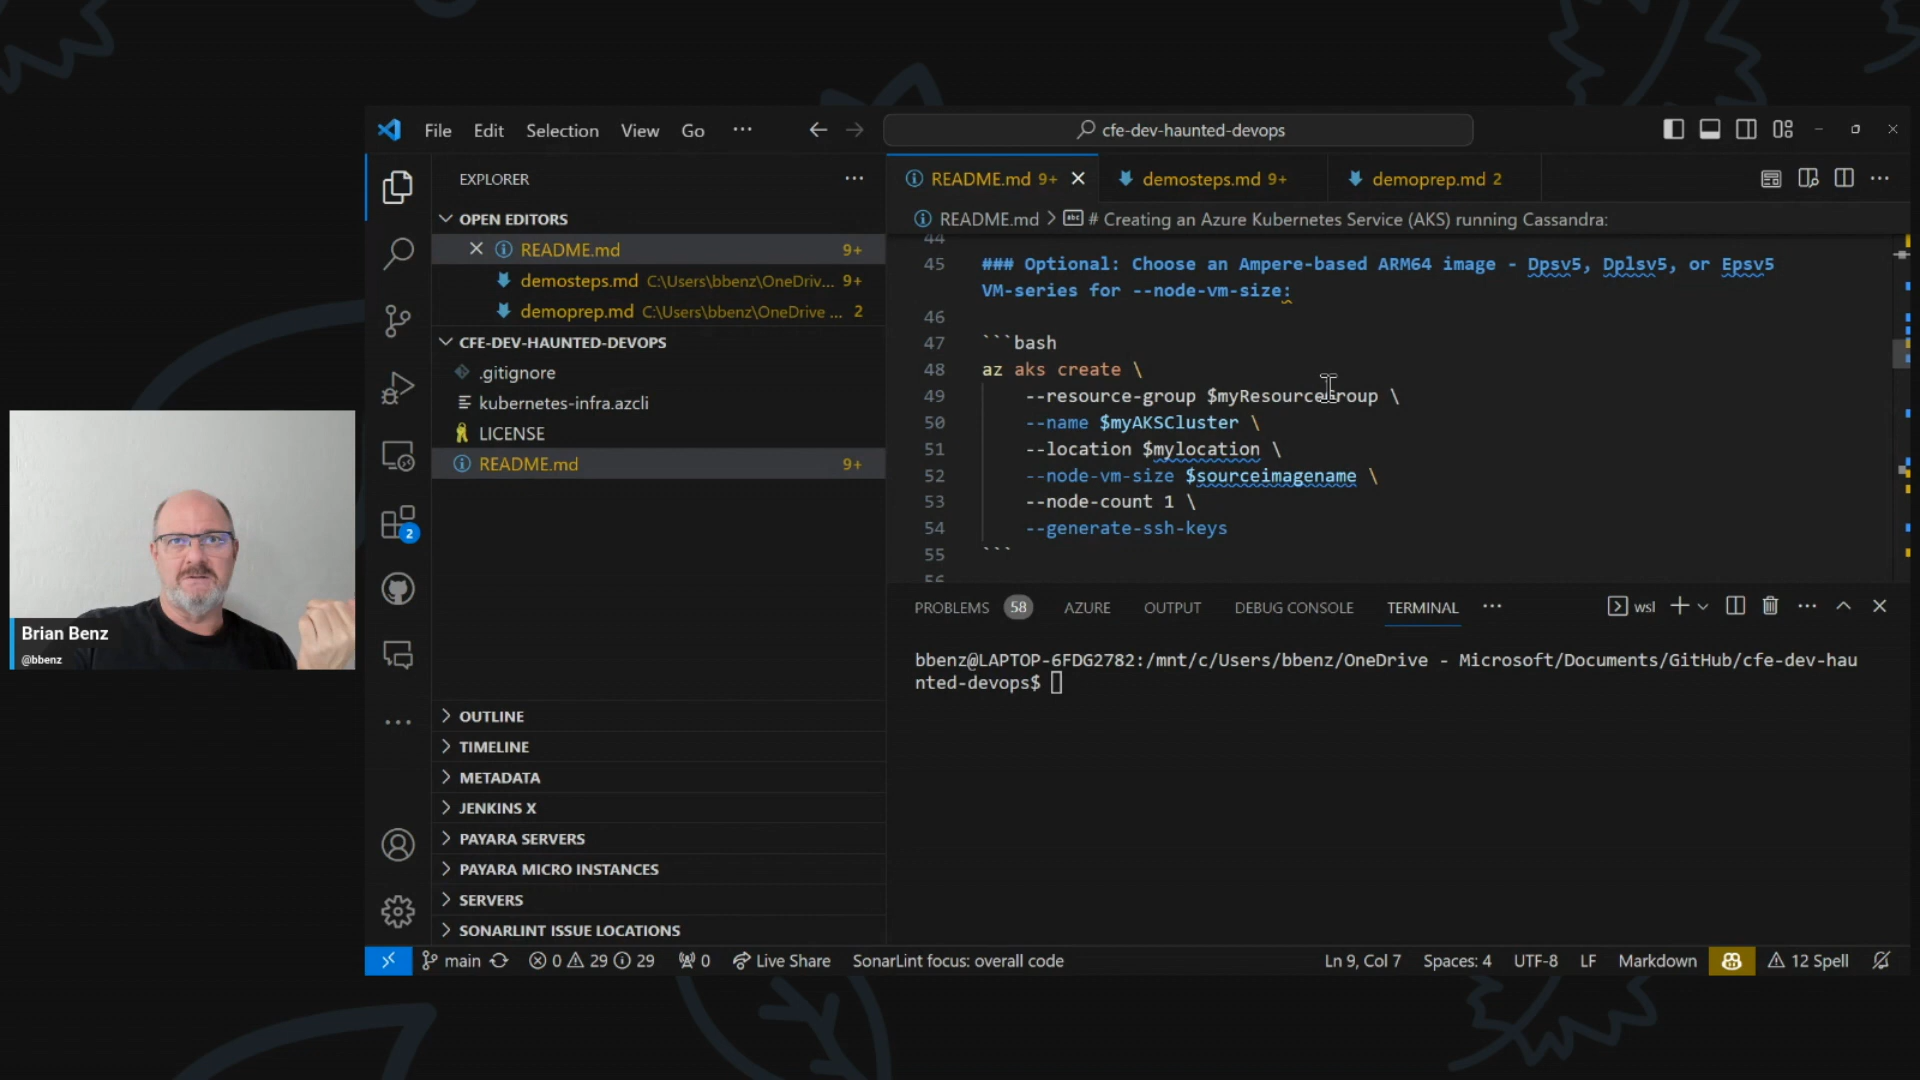 File Edit Selection View Go ···
cfe-dev-haunted-devops
EXPLORER
OPEN EDITORS
README.md 9+
demosteps.md C:\Users\bbenz\OneDriv... 9+
demoprep.md C:\Users\bbenz\OneDrive ... 2
CFE-DEV-HAUNTED-DEVOPS
.gitignore
kubernetes-infra.azcli
LICENSE
README.md 9+
OUTLINE
TIMELINE
METADATA
JENKINS X
PAYARA SERVERS
PAYARA MICRO INSTANCES
SERVERS
SONARLINT ISSUE LOCATIONS
2
README.md 9+ demosteps.md 9+ demoprep.md 2
README.md > # Creating an Azure Kubernetes Service (AKS) running Cassandra:
44
45 ### Optional: Choose an Ampere-based ARM64 image - Dpsv5, Dplsv5, or Epsv5
VM-series for --node-vm-size:
46
47 ```bash
48 az aks create \
49 --resource-group $myResourceGroup \
50 --name $myAKSCluster \
51 --location $mylocation \
52 --node-vm-size $sourceimagename \
53 --node-count 1 \
54 --generate-ssh-keys
55 ```
56
PROBLEMS 58 AZURE OUTPUT DEBUG CONSOLE TERMINAL ··· wsl
bbenz@LAPTOP-6FDG2782:/mnt/c/Users/bbenz/OneDrive - Microsoft/Documents/GitHub/cfe-dev-hau
nted-devops$
main 0 29 29 0 Live Share SonarLint focus: overall code Ln 9, Col 7 Spaces: 4 UTF-8 LF Markdown 12 Spell
Brian Benz
@bbenz